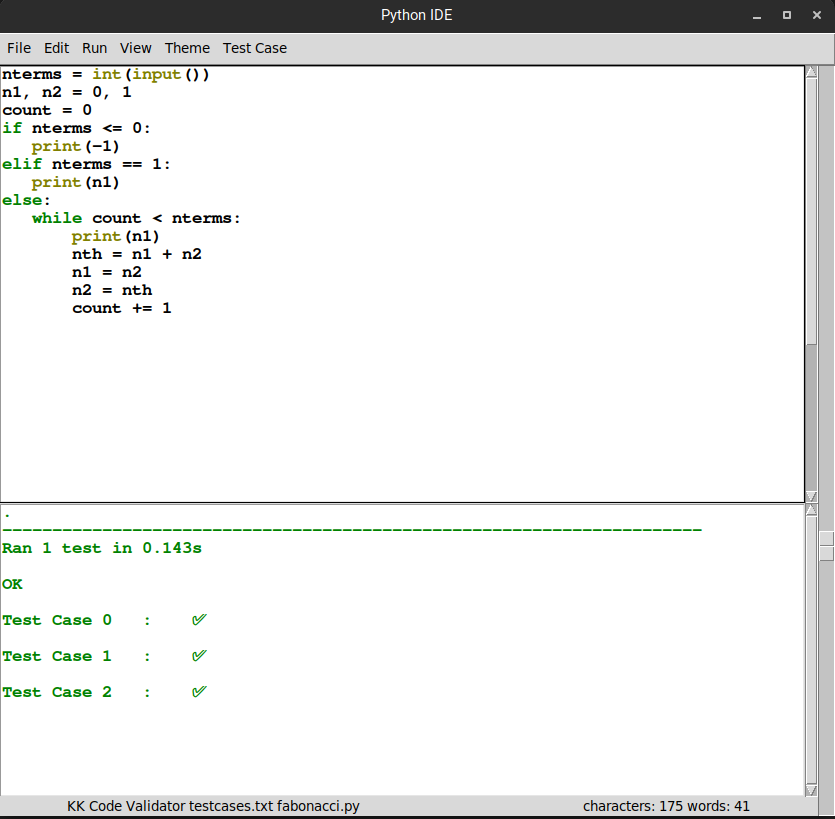 Python IDE
File Edit Run View Theme Test Case
nterms = int(input())
n1, n2 = 0, 1
count = 0
if nterms <= 0:
   print(-1)
elif nterms == 1:
   print(n1)
else:
   while count < nterms:
       print(n1)
       nth = n1 + n2
       n1 = n2
       n2 = nth
       count += 1
.
----------------------------------------------------------------------
Ran 1 test in 0.143s
OK
Test Case 0 : ✅
Test Case 1 : ✅
Test Case 2 : ✅
KK Code Validator testcases.txt fabonacci.py characters: 175 words: 41